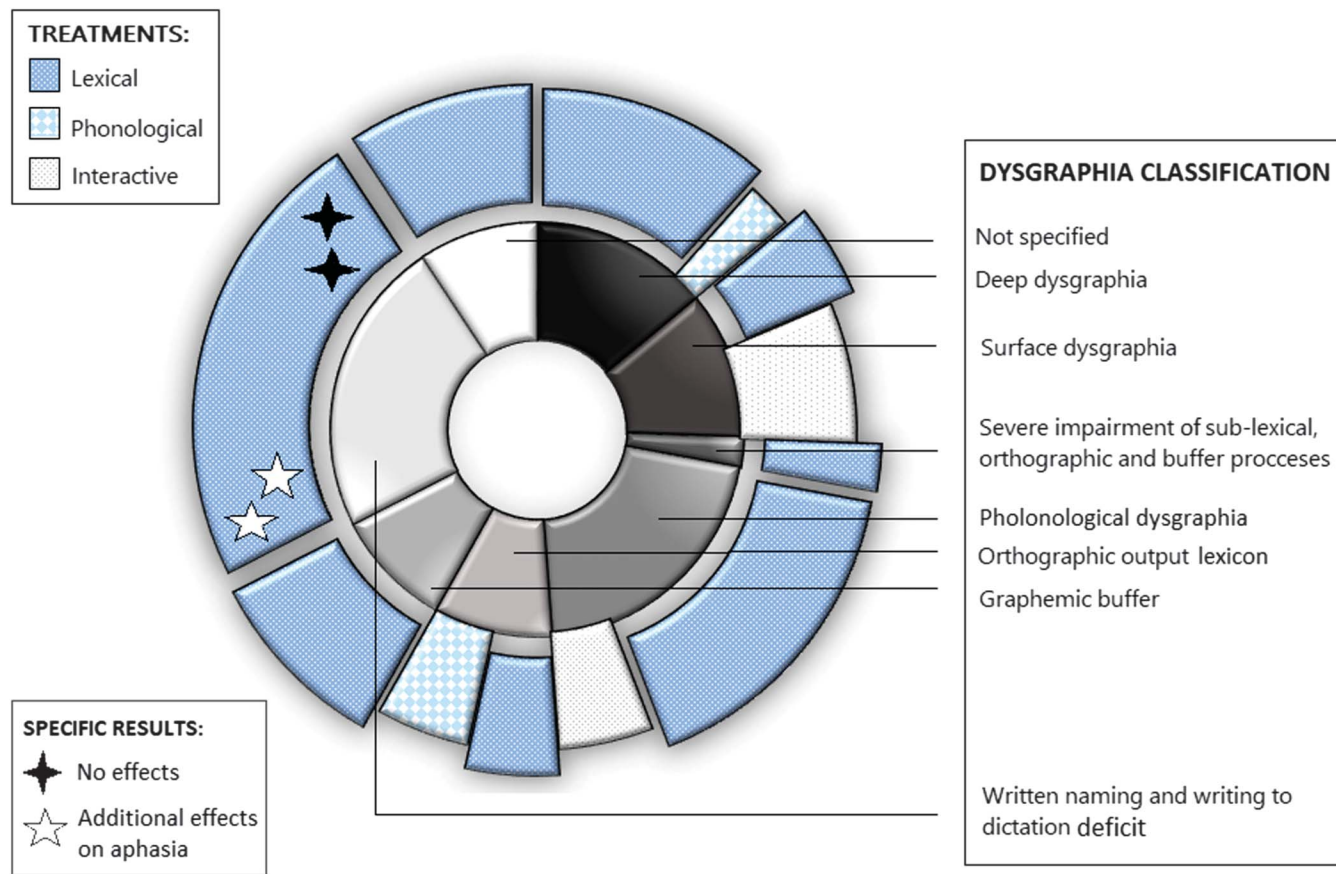 TREATMENTS:
Lexical
Phonological
Interactive
DYSGRAPHIA CLASSIFICATION
Not specified
Deep dysgraphia
Surface dysgraphia
Severe impairment of sub-lexical,
orthographic and buffer procceses
Pholonological dysgraphia
Orthographic output lexicon
Graphemic buffer
Written naming and writing to
dictation deficit
SPECIFIC RESULTS:
No effects
Additional effects
on aphasia